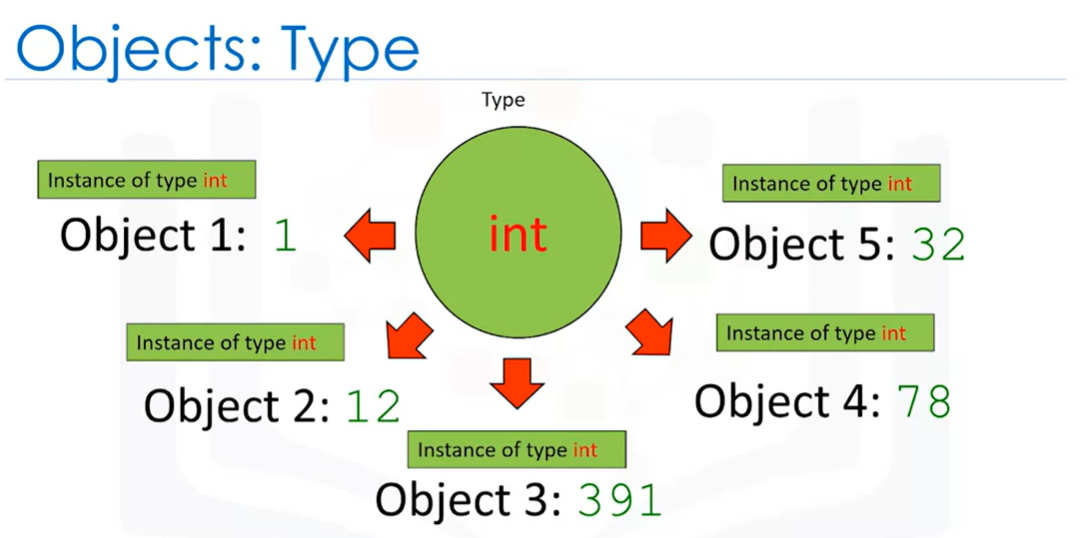 Objects: Type
Type
int
Instance of type int
Object 1: 1
Instance of type int
Object 2: 12
Instance of type int
Object 3: 391
Instance of type int
Object 4: 78
Instance of type int
Object 5: 32